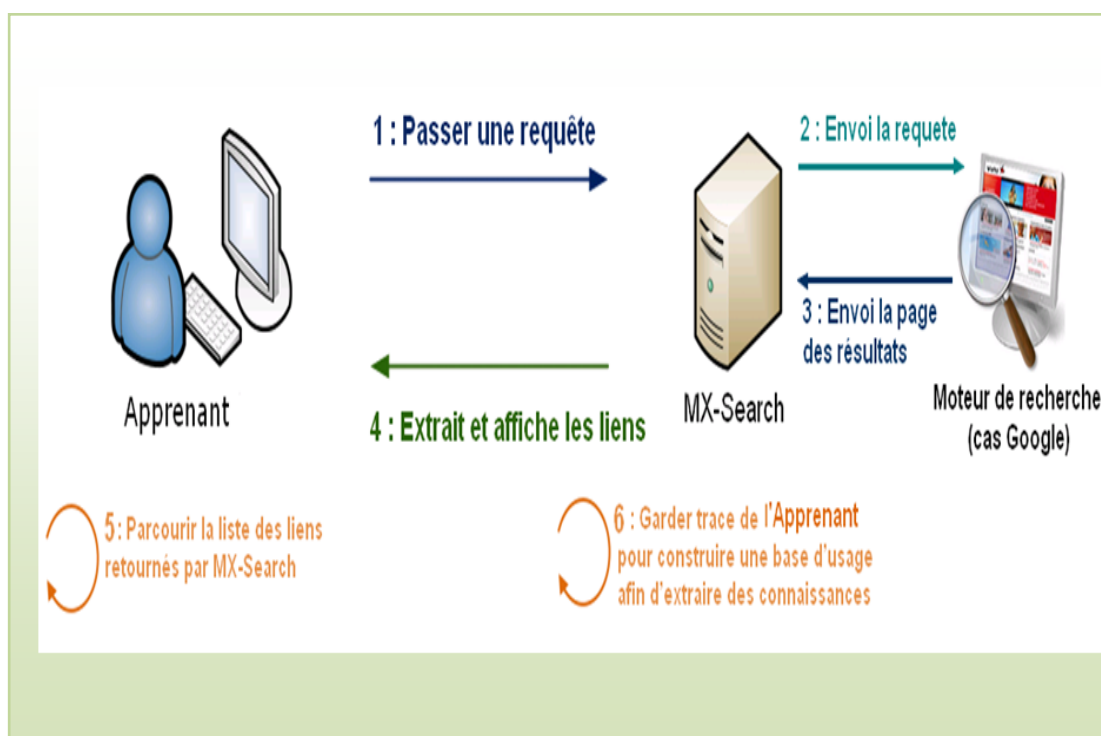 1 : Passer une requête
2 : Envoi la requete
3 : Envoi la page
des résultats
Apprenant
MX-Search
Moteur de recherche
(cas Google)
4 : Extrait et affiche les liens
5 : Parcourir la liste des liens
retournés par MX-Search
6 : Garder trace de l'Apprenant
pour construire une base d'usage
afin d'extraire des connaissances